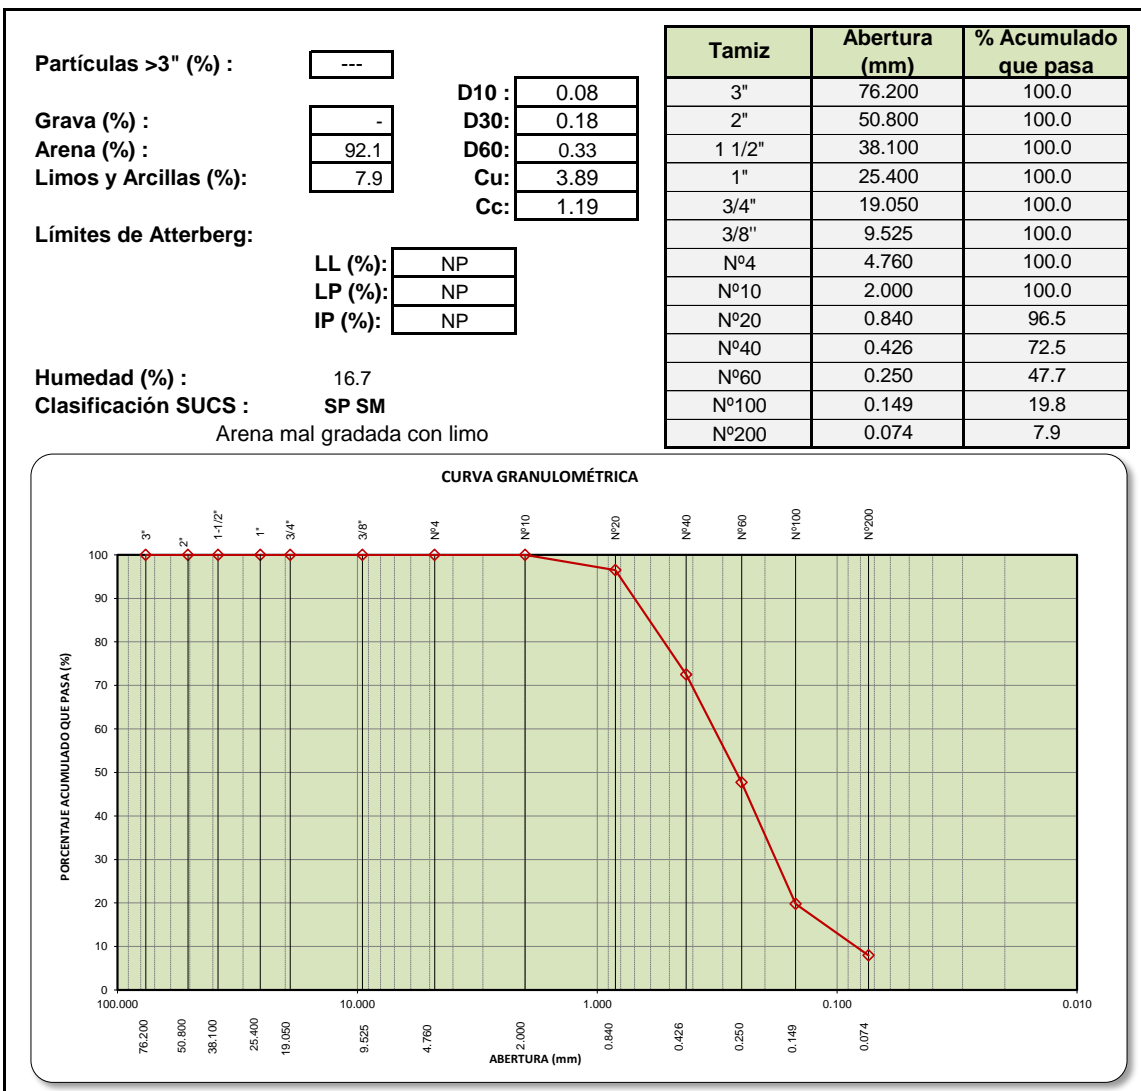 Partículas >3" (%) : ---
D10 : 0.08
Grava (%) : - D30: 0.18
Arena (%) : 92.1 D60: 0.33
Limos y Arcillas (%): 7.9 Cu: 3.89
Cc: 1.19
Límites de Atterberg:
LL (%): NP
LP (%): NP
IP (%): NP
Humedad (%) : 16.7
Clasificación SUCS : SP SM
Arena mal gradada con limo
Tamiz Abertura (mm) % Acumulado que pasa
3" 76.200 100.0
2" 50.800 100.0
1 1/2" 38.100 100.0
1" 25.400 100.0
3/4" 19.050 100.0
3/8'' 9.525 100.0
Nº4 4.760 100.0
Nº10 2.000 100.0
Nº20 0.840 96.5
Nº40 0.426 72.5
Nº60 0.250 47.7
Nº100 0.149 19.8
Nº200 0.074 7.9
CURVA GRANULOMÉTRICA
3" 2" 1-1/2" 1" 3/4" 3/8" Nº4 Nº10 Nº20 Nº40 Nº60 Nº100 Nº200
PORCENTAJE ACUMULADO QUE PASA (%)
100
90
80
70
60
50
40
30
20
10
0
100.000 10.000 1.000 0.100 0.010
76.200 50.800 38.100 25.400 19.050 9.525 4.760 2.000 0.840 0.426 0.250 0.149 0.074
ABERTURA (mm)